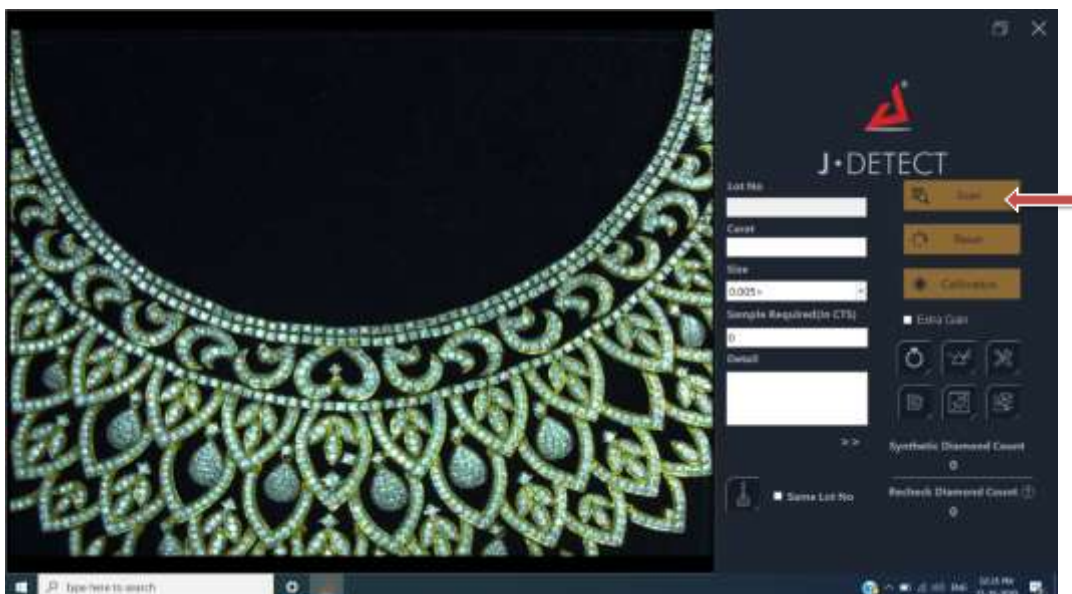 J·DETECT
Lot No
Scan
Carat
Reset
Size
Calibration
0.005>
Sample Required(In CTS)
Extra Gain
0
Detail
>>
Synthetic Diamond Count
0
Same Lot No
Recheck Diamond Count (?)
0
Type here to search
ENG